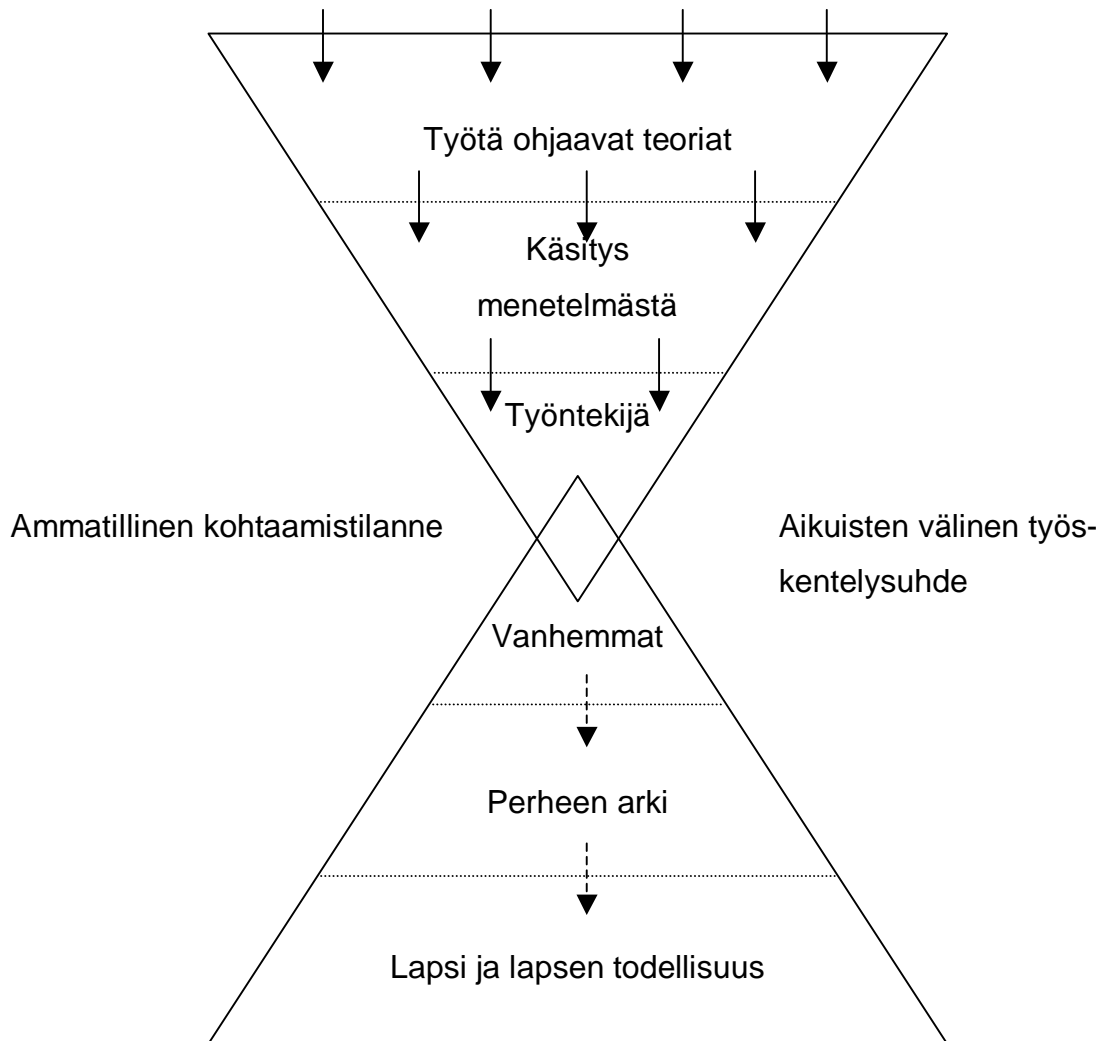 Työtä ohjaavat teoriat
Käsitys
menetelmästä
Työntekijä
Ammatillinen kohtaamistilanne
Aikuisten välinen työs-
kentelysuhde
Vanhemmat
Perheen arki
Lapsi ja lapsen todellisuus